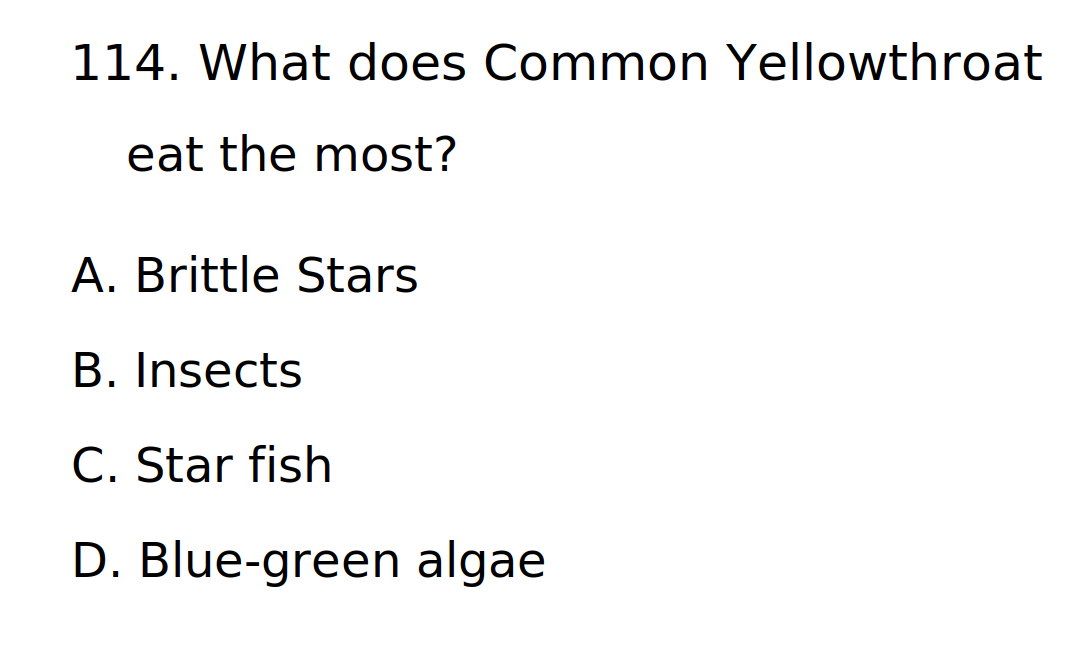 114. What does Common Yellowthroat
eat the most?
A. Brittle Stars
B. Insects
C. Star fish
D. Blue-green algae